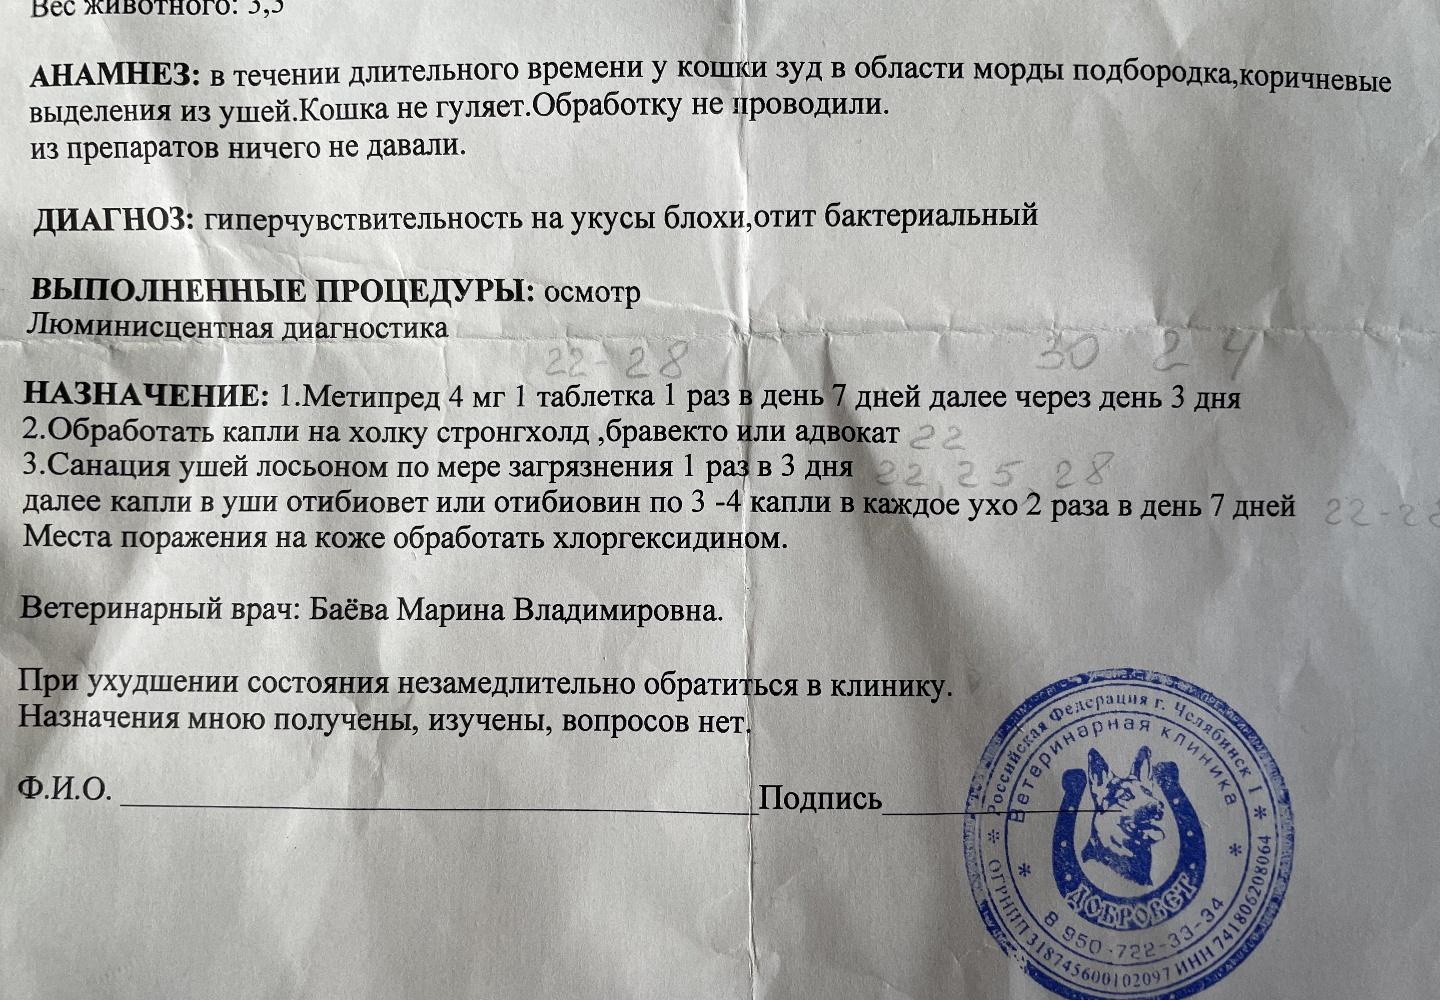 Вес животного: 3,3
АНАМНЕЗ: в течении длительного времени у кошки зуд в области морды подбородка,коричневые
выделения из ушей.Кошка не гуляет.Обработку не проводили.
из препаратов ничего не давали.
ДИАГНОЗ: гиперчувствительность на укусы блохи,отит бактериальный
ВЫПОЛНЕННЫЕ ПРОЦЕДУРЫ: осмотр
Люминисцентная диагностика
22-28 30 2 4
НАЗНАЧЕНИЕ: 1.Метипред 4 мг 1 таблетка 1 раз в день 7 дней далее через день 3 дня
2.Обработать капли на холку стронгхолд ,бравекто или адвокат 22
3.Санация ушей лосьоном по мере загрязнения 1 раз в 3 дня 22, 25, 28
далее капли в уши отибиовет или отибиовин по 3 -4 капли в каждое ухо 2 раза в день 7 дней 22-28
Места поражения на коже обработать хлоргексидином.
Ветеринарный врач: Баёва Марина Владимировна.
При ухудшении состояния незамедлительно обратиться в клинику.
Назначения мною получены, изучены, вопросов нет.
Ф.И.О. Подпись
Российская Федерация г. Челябинск 1
Ветеринарная клиника
ДОБРОВЕТ
8 950-722-33-34
ОГРНИП 318745600102097 ИНН 741806208064